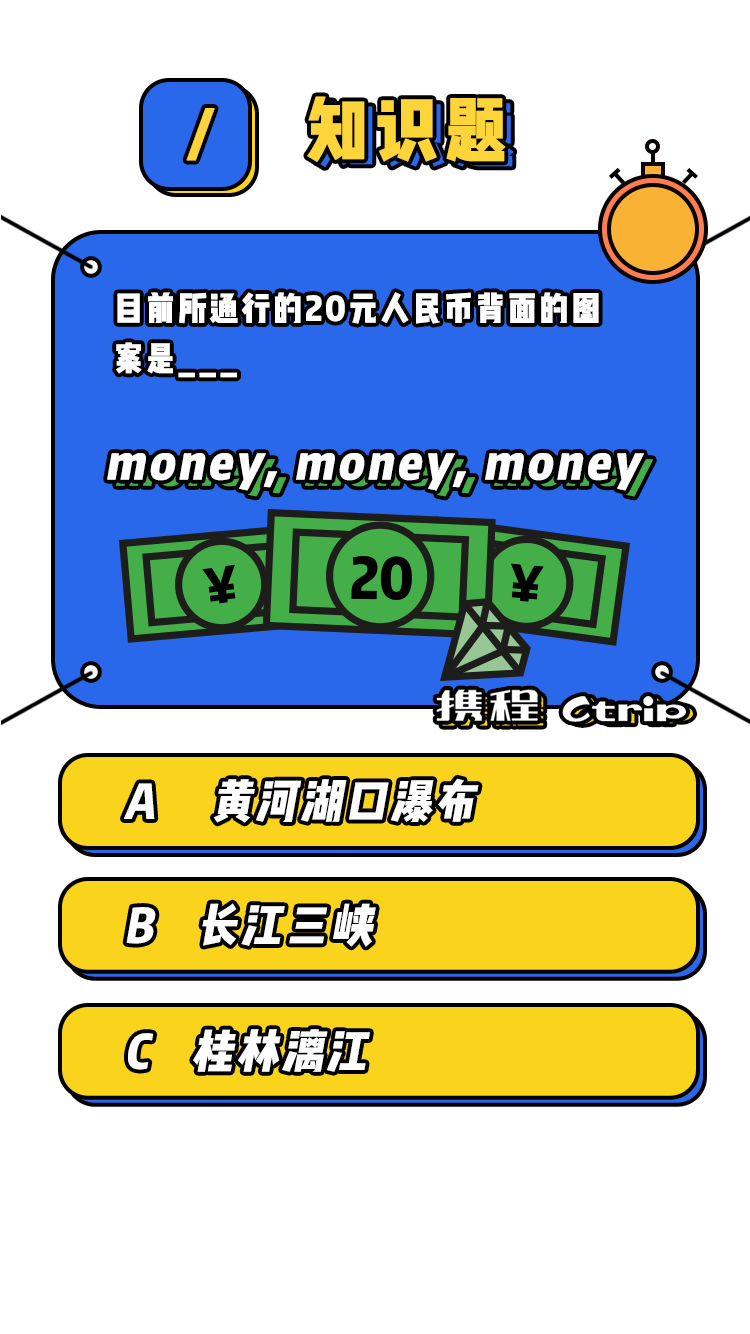 / 知识题
目前所通行的20元人民币背面的图
案是___
money, money, money
¥ 20 ¥
携程 Ctrip
A 黄河湖口瀑布
B 长江三峡
C 桂林漓江